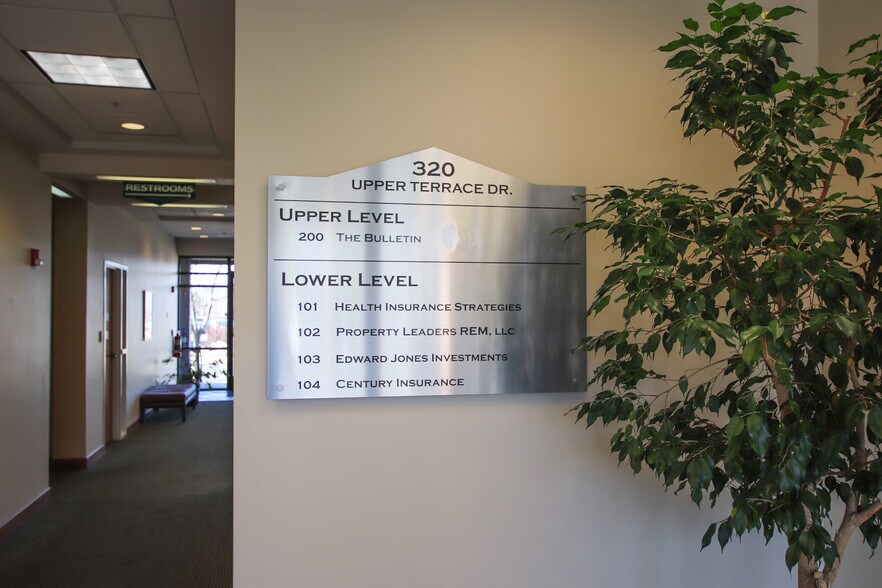 RESTROOMS
320
UPPER TERRACE DR.
UPPER LEVEL
200 THE BULLETIN
LOWER LEVEL
101 HEALTH INSURANCE STRATEGIES
102 PROPERTY LEADERS REM, LLC
103 EDWARD JONES INVESTMENTS
104 CENTURY INSURANCE